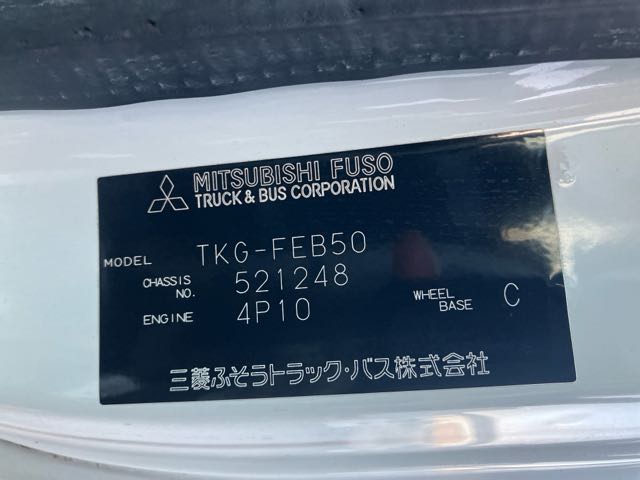 MITSUBISHI FUSO
TRUCK & BUS CORPORATION
MODEL TKG-FEB50
CHASSIS NO. 521248
ENGINE 4P10 WHEEL BASE C
三菱ふそうトラック・バス株式会社